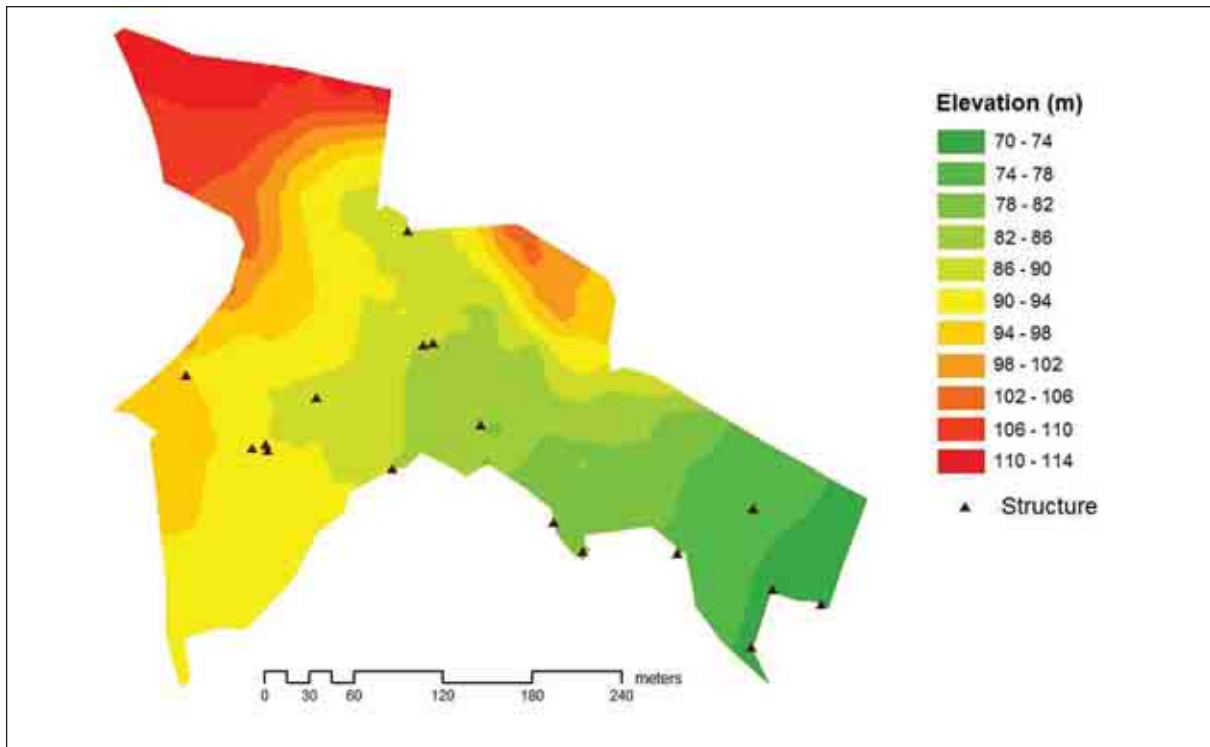 Elevation (m)
70 - 74
74 - 78
78 - 82
82 - 86
86 - 90
90 - 94
94 - 98
98 - 102
102 - 106
106 - 110
110 - 114
Structure
meters
0 30 60 120 180 240